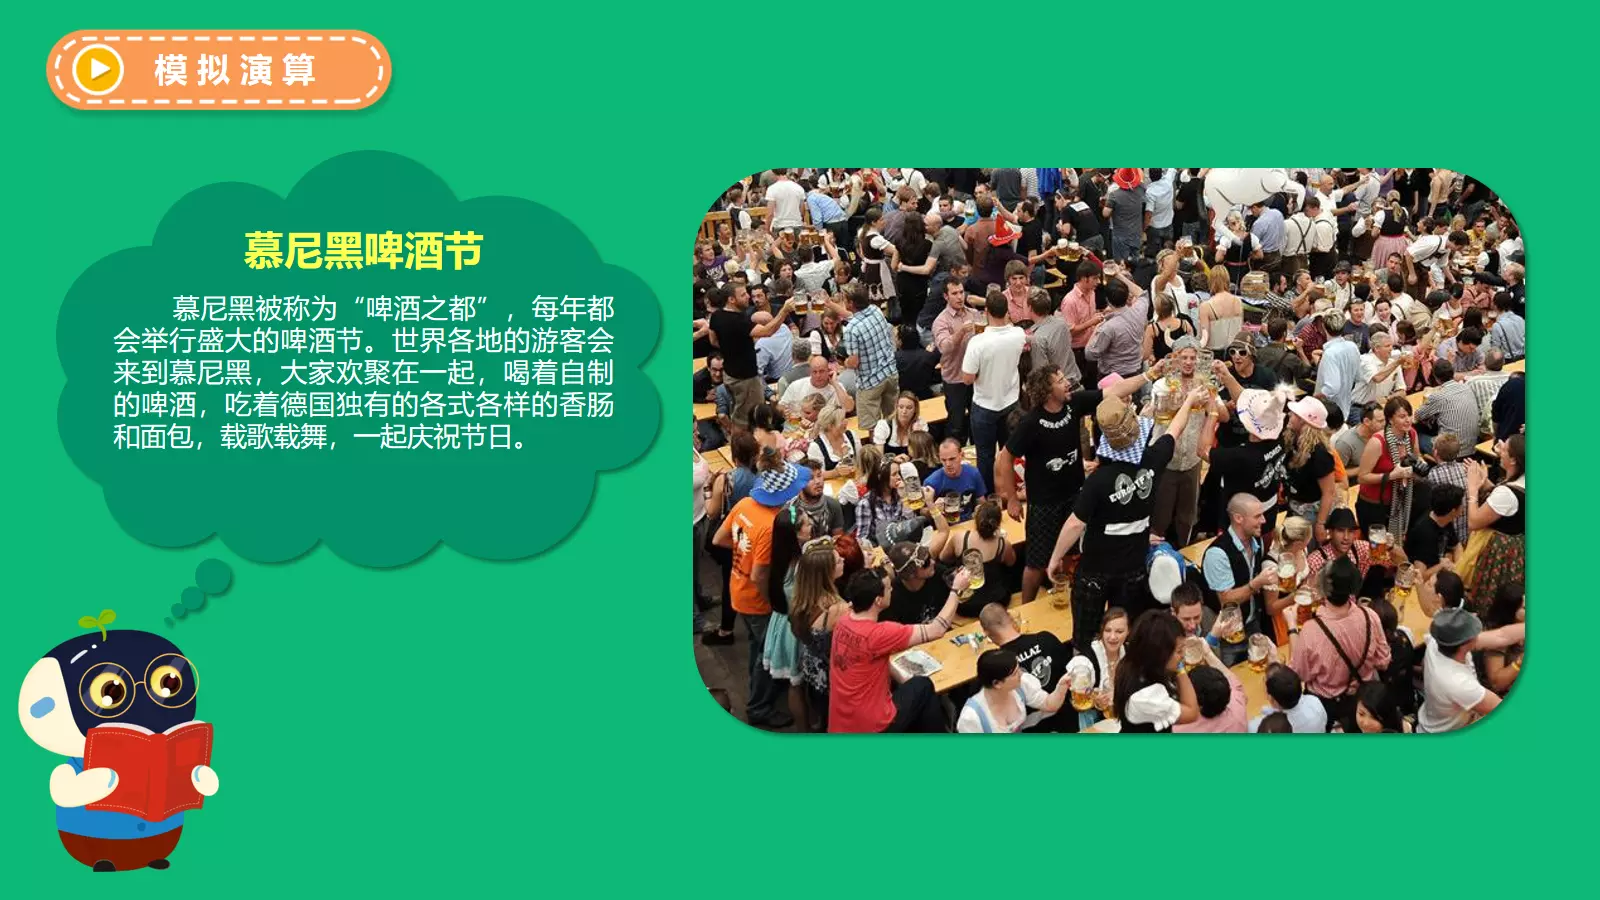 模拟演算
慕尼黑啤酒节
慕尼黑被称为“啤酒之都”，每年都
会举行盛大的啤酒节。世界各地的游客会
来到慕尼黑，大家欢聚在一起，喝着自制
的啤酒，吃着德国独有的各式各样的香肠
和面包，载歌载舞，一起庆祝节日。